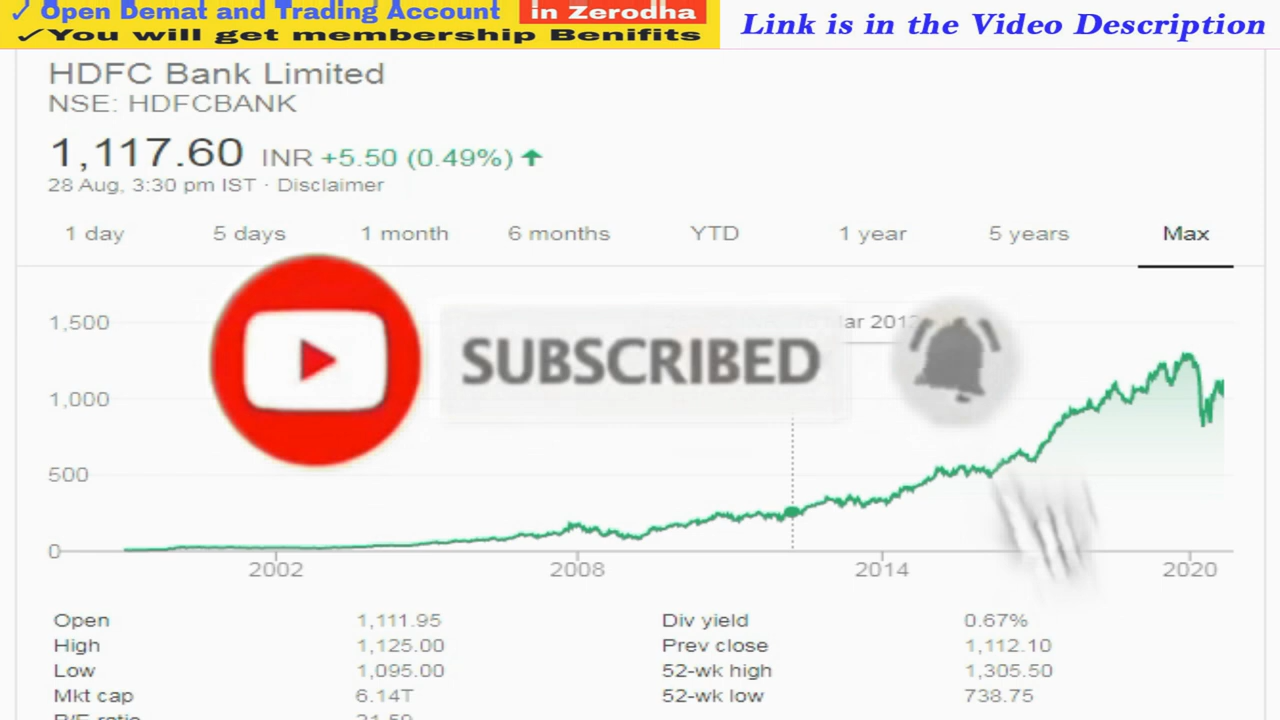 ✓ Open Demat and Trading Account in Zerodha
✓You will get membership Benifits
Link is in the Video Description
HDFC Bank Limited
NSE: HDFCBANK
1,117.60 INR +5.50 (0.49%) ↑
28 Aug, 3:30 pm IST · Disclaimer
1 day 5 days 1 month 6 months YTD 1 year 5 years Max
1,500
SUBSCRIBED
1,000
500
0
2002 2008 2014 2020
Open 1,111.95 Div yield 0.67%
High 1,125.00 Prev close 1,112.10
Low 1,095.00 52-wk high 1,305.50
Mkt cap 6.14T 52-wk low 738.75
P/E ratio